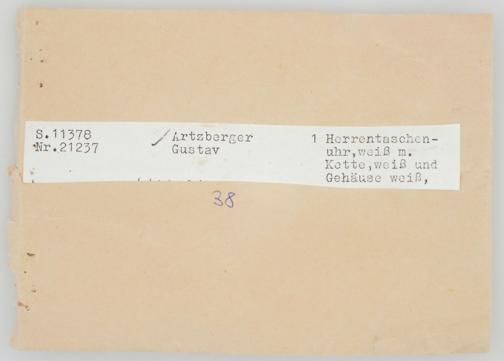 S.11378 Artzberger 1 Herrentaschen-
Nr.21237 Gustav uhr,weiß m.
Kette,weiß und
Gehäuse weiß,
38